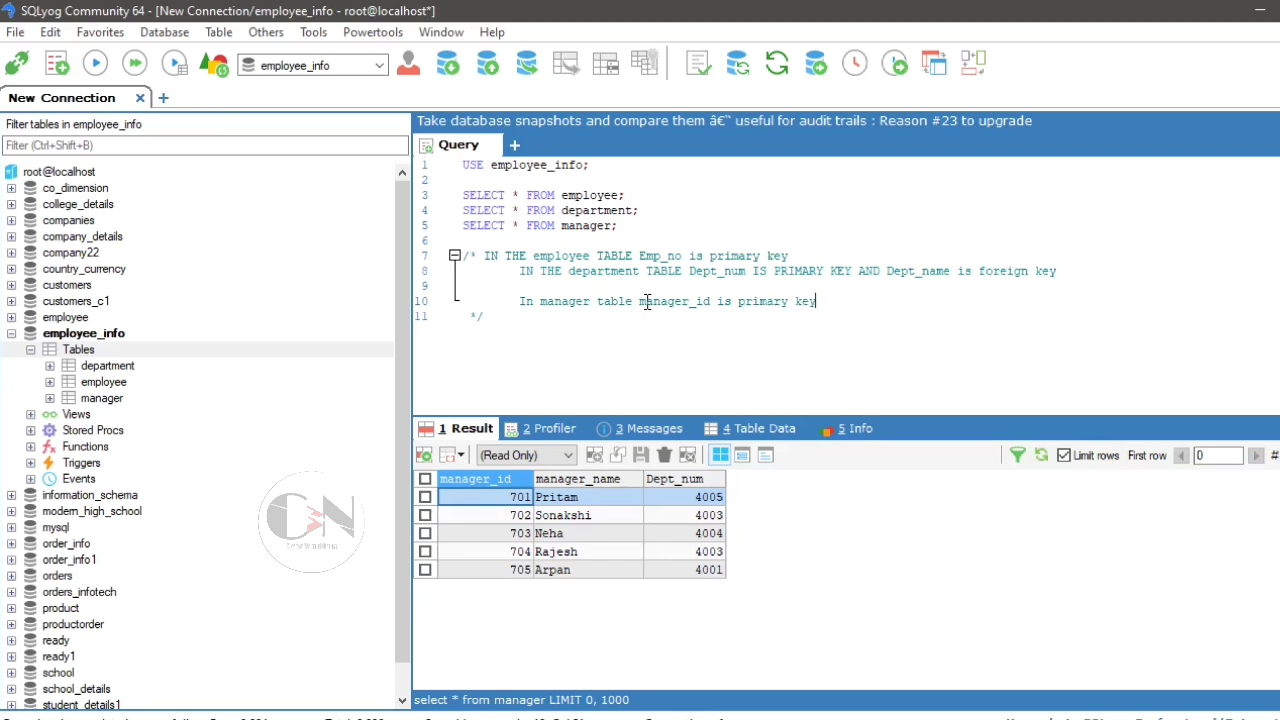 SQLyog Community 64 - [New Connection/employee_info - root@localhost*]
File Edit Favorites Database Table Others Tools Powertools Window Help
employee_info
New Connection
Filter tables in employee_info
Filter (Ctrl+Shift+B)
root@localhost
co_dimension
college_details
companies
company_details
company22
country_currency
customers
customers_c1
employee
employee_info
Tables
department
employee
manager
Views
Stored Procs
Functions
Triggers
Events
information_schema
modern_high_school
mysql
order_info
order_info1
orders
orders_infotech
product
productorder
ready
ready1
school
school_details
student_details1
Take database snapshots and compare them â€“ useful for audit trails : Reason #23 to upgrade
Query
1 USE employee_info;
2
3 SELECT * FROM employee;
4 SELECT * FROM department;
5 SELECT * FROM manager;
6
7 /* IN THE employee TABLE Emp_no is primary key
8 IN THE department TABLE Dept_num IS PRIMARY KEY AND Dept_name is foreign key
9
10 In manager table manager_id is primary key
11 */
1 Result 2 Profiler 3 Messages 4 Table Data 5 Info
(Read Only) Limit rows First row 0 #
manager_id manager_name Dept_num
701 Pritam 4005
702 Sonakshi 4003
703 Neha 4004
704 Rajesh 4003
705 Arpan 4001
select * from manager LIMIT 0, 1000